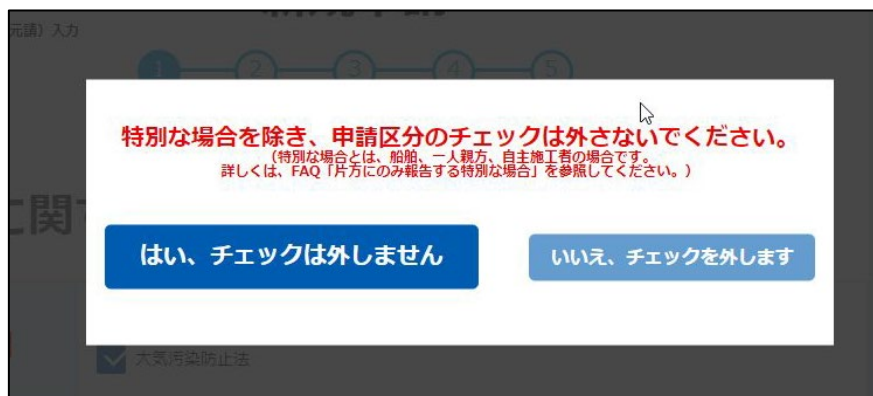 元請）入力
1 2 3 4 5
特別な場合を除き、申請区分のチェックは外さないでください。
（特別な場合とは、船舶、一人親方、自主施工者の場合です。
詳しくは、FAQ「片方にのみ報告する特別な場合」を参照してください。）
に関
はい、チェックは外しません
いいえ、チェックを外します
大気汚染防止法